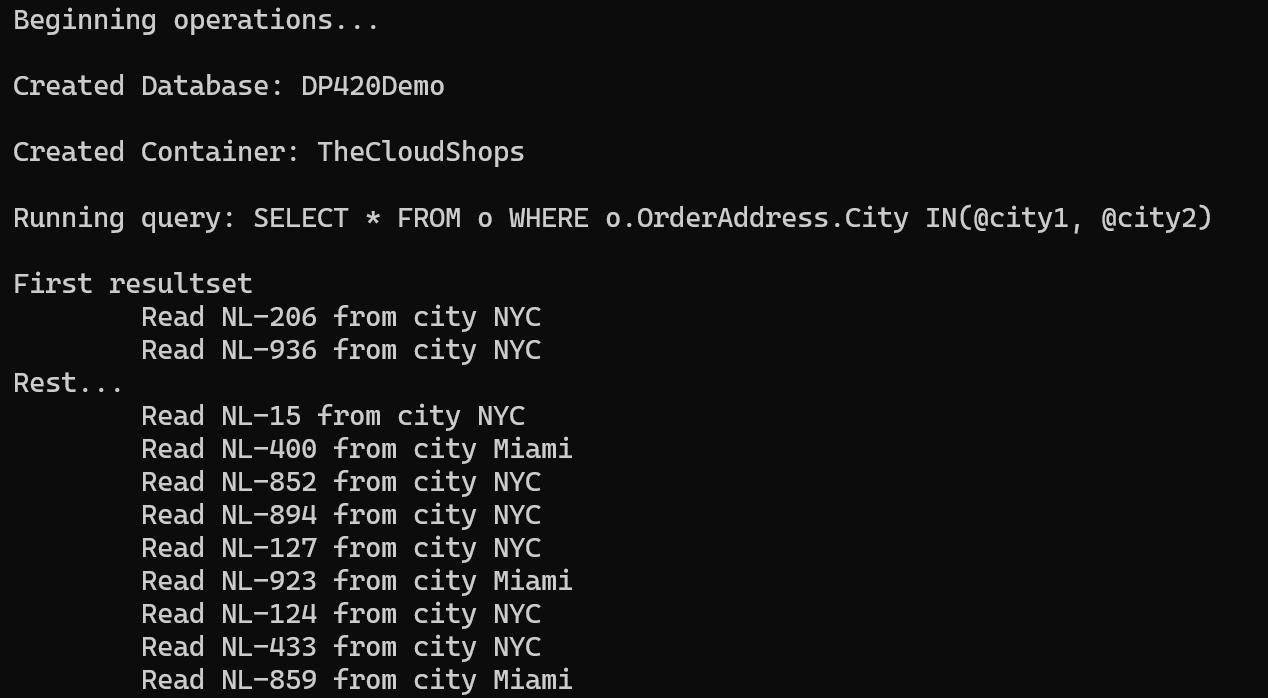 Beginning operations...
Created Database: DP420Demo
Created Container: TheCloudShops
Running query: SELECT * FROM o WHERE o.OrderAddress.City IN(@city1, @city2)
First resultset
Read NL-206 from city NYC
Read NL-936 from city NYC
Rest...
Read NL-15 from city NYC
Read NL-400 from city Miami
Read NL-852 from city NYC
Read NL-894 from city NYC
Read NL-127 from city NYC
Read NL-923 from city Miami
Read NL-124 from city NYC
Read NL-433 from city NYC
Read NL-859 from city Miami